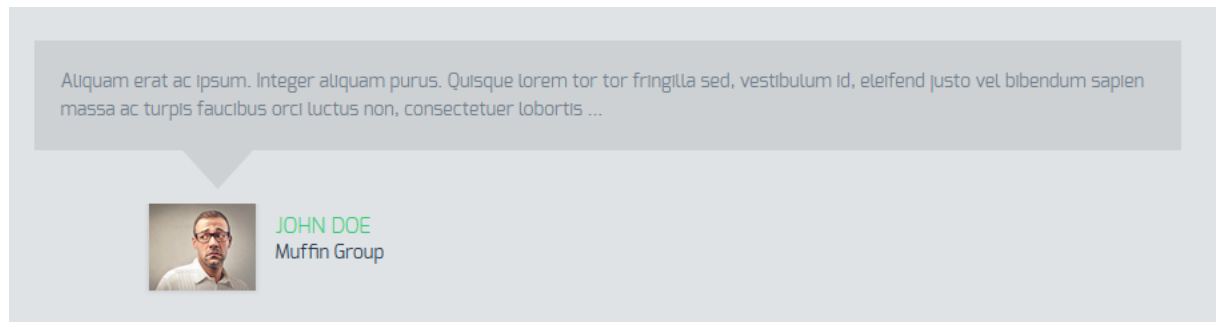 Aliquam erat ac ipsum. Integer aliquam purus. Quisque lorem tor tor fringilla sed, vestibulum id, eleifend justo vel bibendum sapien
massa ac turpis faucibus orci luctus non, consectetuer lobortis ...
JOHN DOE
Muffin Group